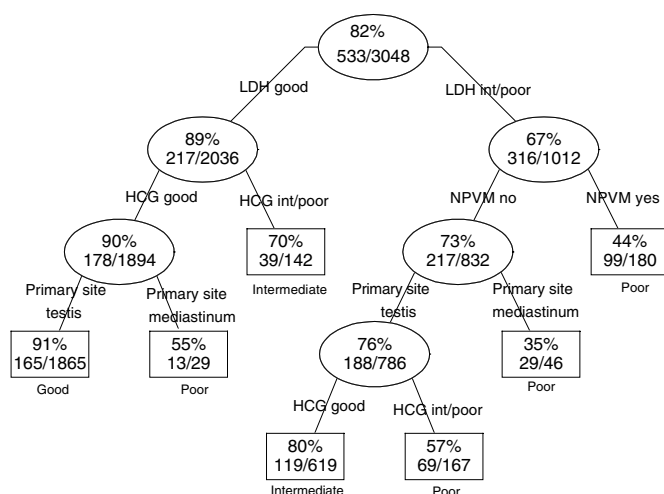 82%
533/3048
LDH good
LDH int/poor
89%
217/2036
67%
316/1012
HCG good
HCG int/poor
NPVM no
NPVM yes
90%
178/1894
70%
39/142
Intermediate
73%
217/832
44%
99/180
Poor
Primary site
testis
Primary site
mediastinum
Primary site
testis
Primary site
mediastinum
91%
165/1865
Good
55%
13/29
Poor
76%
188/786
35%
29/46
Poor
HCG good
HCG int/poor
80%
119/619
Intermediate
57%
69/167
Poor